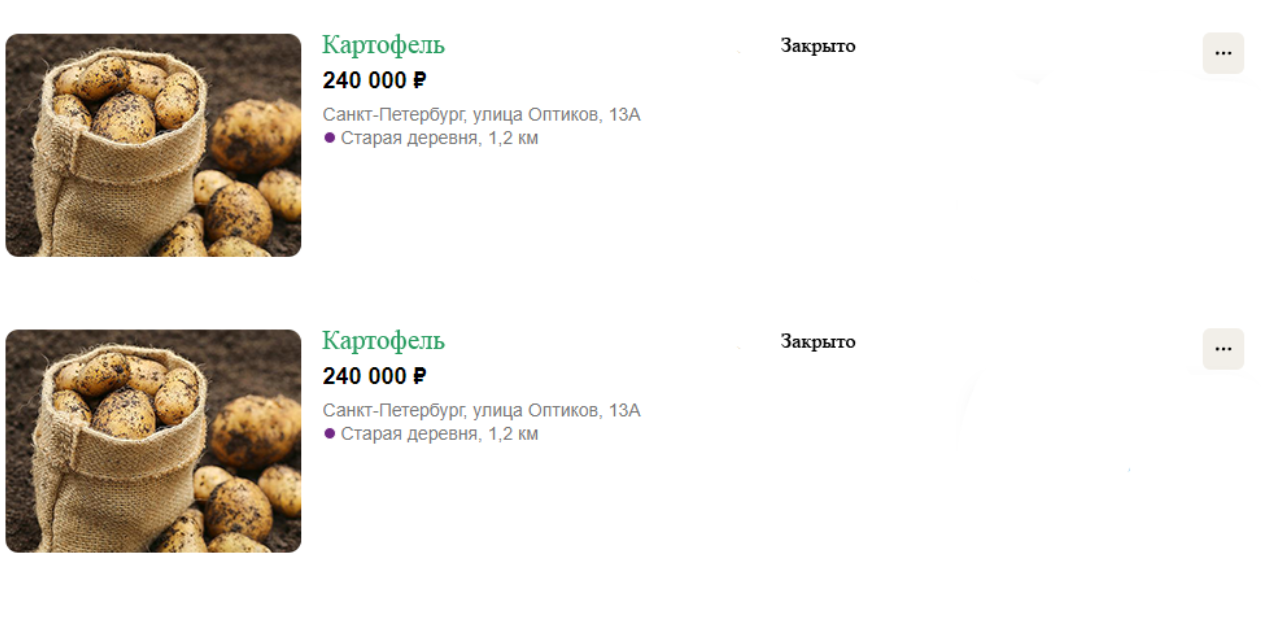 Картофель
Закрыто
...
240 000 ₽
Санкт-Петербург, улица Оптиков, 13А
Старая деревня, 1,2 км
Картофель
Закрыто
...
240 000 ₽
Санкт-Петербург, улица Оптиков, 13А
Старая деревня, 1,2 км